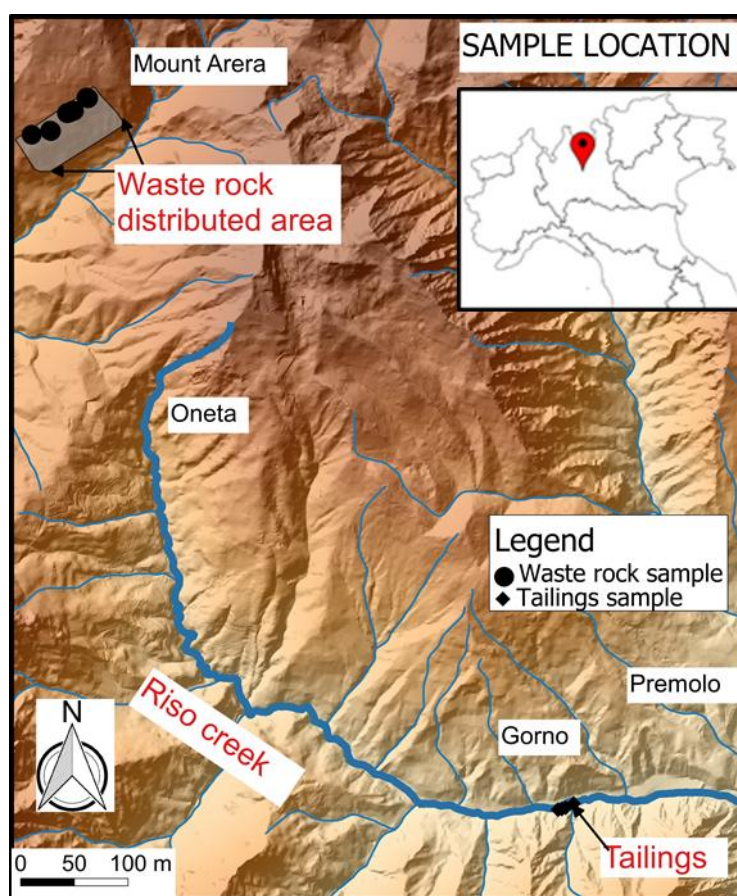 SAMPLE LOCATION
Mount Arera
Waste rock
distributed area
Oneta
Legend
Waste rock sample
Tailings sample
Premolo
Riso creek
Gorno
N
Tailings
0 50 100 m